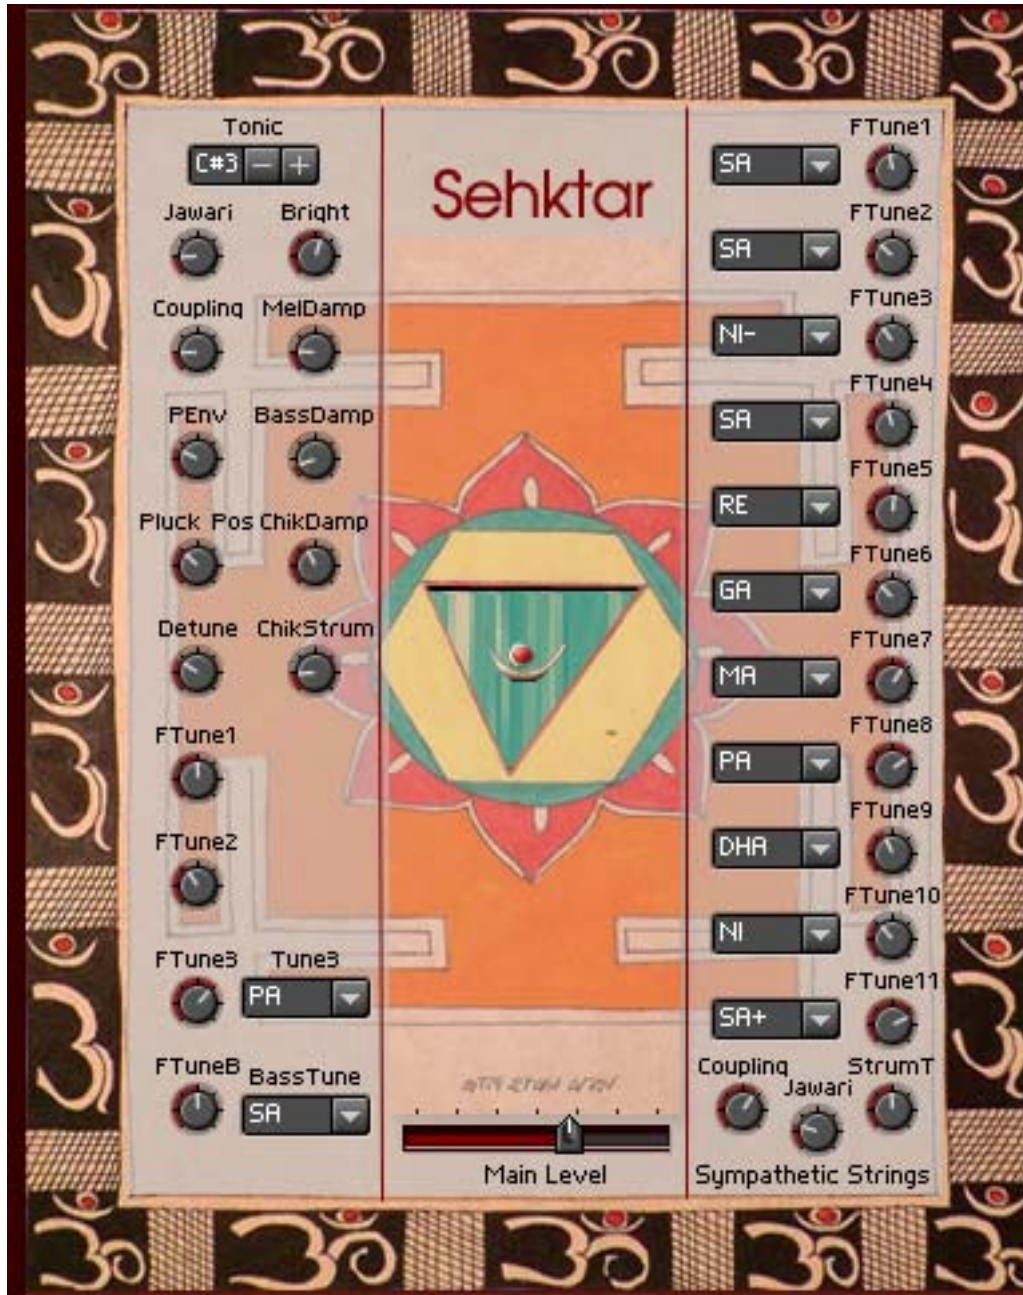 Tonic
C#3 − +
Jawari Bright
Coupling MelDamp
PEnv BassDamp
Pluck Pos ChikDamp
Detune ChikStrum
FTune1
FTune2
FTune3 Tune3
PA
FTuneB BassTune
SA
Sehktar
Main Level
FTune1
SA
FTune2
SA
FTune3
NI-
FTune4
SA
FTune5
RE
FTune6
GA
FTune7
MA
FTune8
PA
FTune9
DHA
FTune10
NI
FTune11
SA+
Coupling StrumT
Jawari
Sympathetic Strings